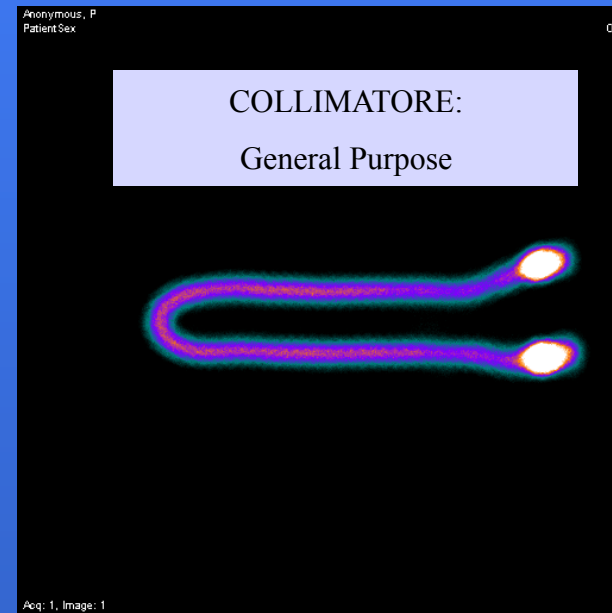 Anonymous, P
Patient Sex
COLLIMATORE:
General Purpose
Acq: 1, Image: 1